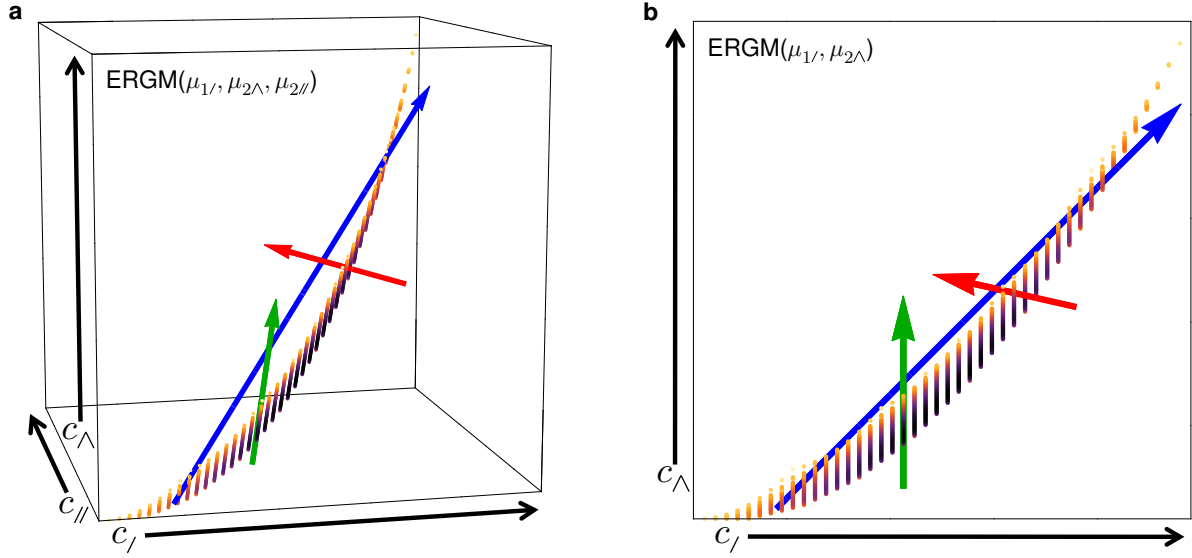 a
ERGM(μ₁/, μ₂∧, μ₂//)
c∧
c//
c/
b
ERGM(μ₁/, μ₂∧)
c∧
c/